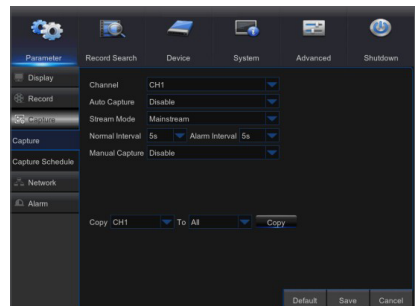 Parameter Record Search Device System Advanced Shutdown
Display
Record
Capture
Capture
Capture Schedule
Network
Alarm
Channel CH1
Auto Capture Disable
Stream Mode Mainstream
Normal Interval 5s Alarm Interval 5s
Manual Capture Disable
Copy CH1 To All Copy
Default Save Cancel